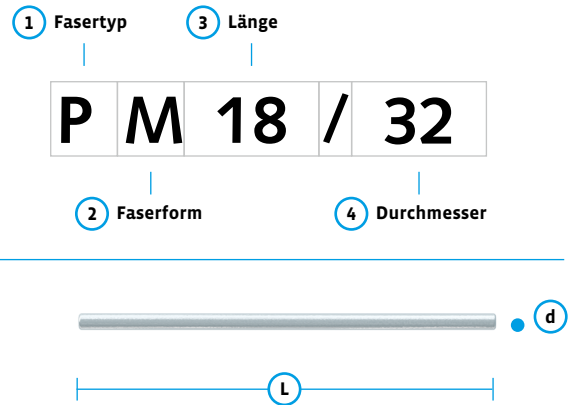 1 Fasertyp 3 Länge
P M 18 / 32
2 Faserform 4 Durchmesser
d
L